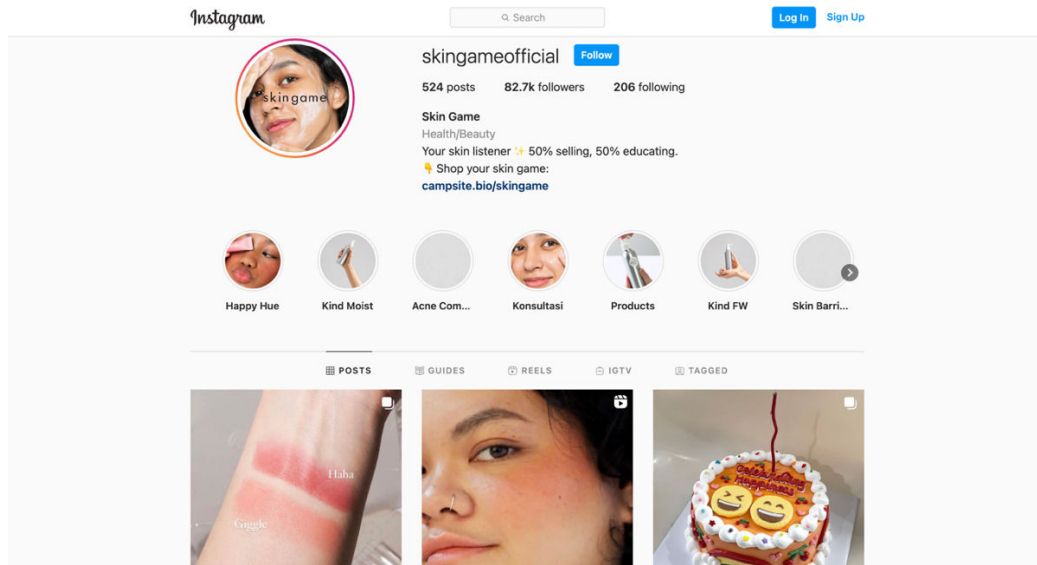 Instagram
Search
Log In
Sign Up
skingame
skingameofficial
Follow
524 posts
82.7k followers
206 following
Skin Game
Health/Beauty
Your skin listener ✨ 50% selling, 50% educating.
👇 Shop your skin game:
campsite.bio/skingame
Happy Hue
Kind Moist
Acne Com...
Konsultasi
Products
Kind FW
Skin Barri...
POSTS
GUIDES
REELS
IGTV
TAGGED
Haha
Giggle
Celebrating
Happiness